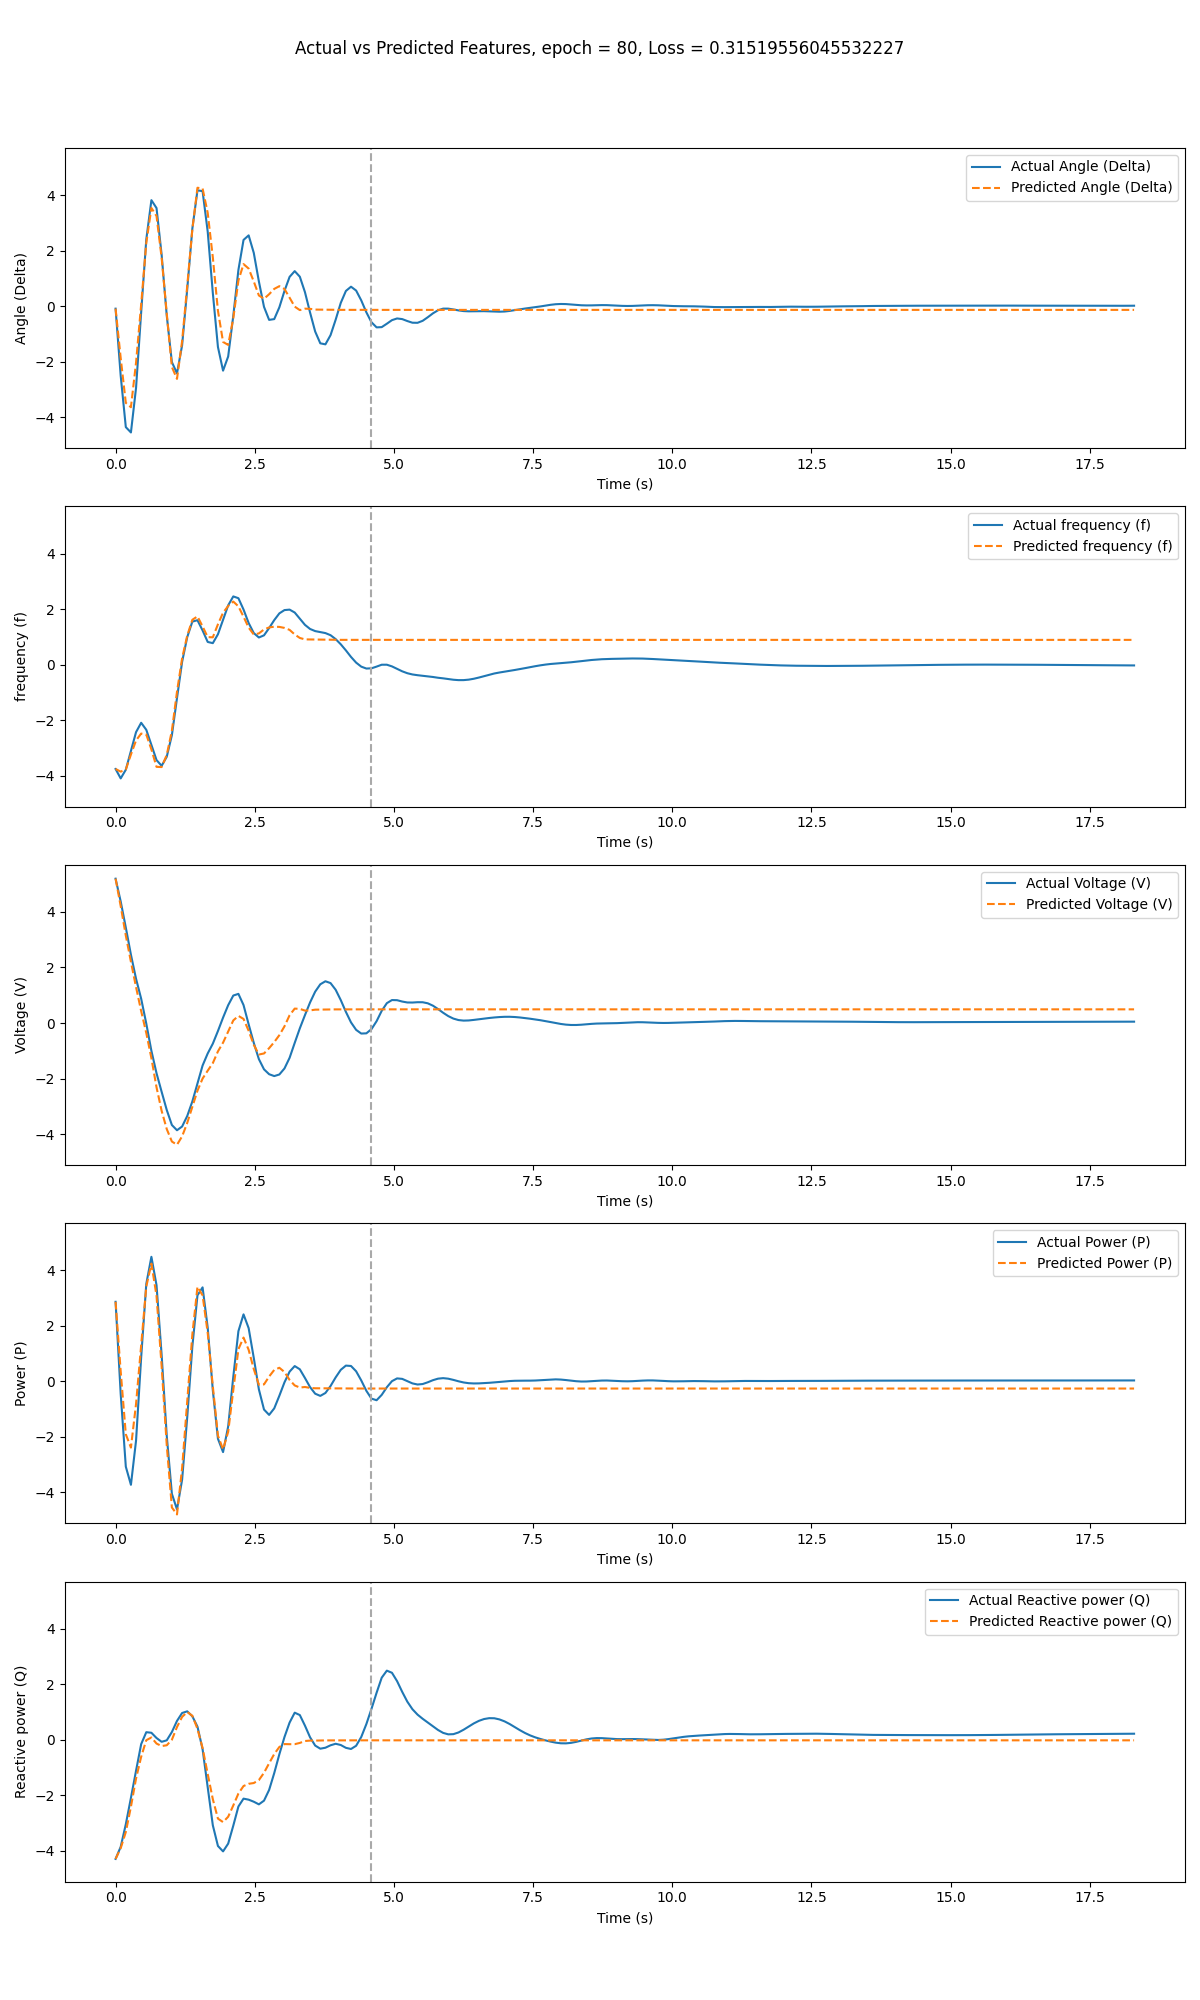 Actual vs Predicted Features, epoch = 80, Loss = 0.31519556045532227
Actual Angle (Delta)
Predicted Angle (Delta)
Angle (Delta)
4
2
0
−2
−4
0.0 2.5 5.0 7.5 10.0 12.5 15.0 17.5
Time (s)
Actual frequency (f)
Predicted frequency (f)
frequency (f)
4
2
0
−2
−4
0.0 2.5 5.0 7.5 10.0 12.5 15.0 17.5
Time (s)
Actual Voltage (V)
Predicted Voltage (V)
Voltage (V)
4
2
0
−2
−4
0.0 2.5 5.0 7.5 10.0 12.5 15.0 17.5
Time (s)
Actual Power (P)
Predicted Power (P)
Power (P)
4
2
0
−2
−4
0.0 2.5 5.0 7.5 10.0 12.5 15.0 17.5
Time (s)
Actual Reactive power (Q)
Predicted Reactive power (Q)
Reactive power (Q)
4
2
0
−2
−4
0.0 2.5 5.0 7.5 10.0 12.5 15.0 17.5
Time (s)